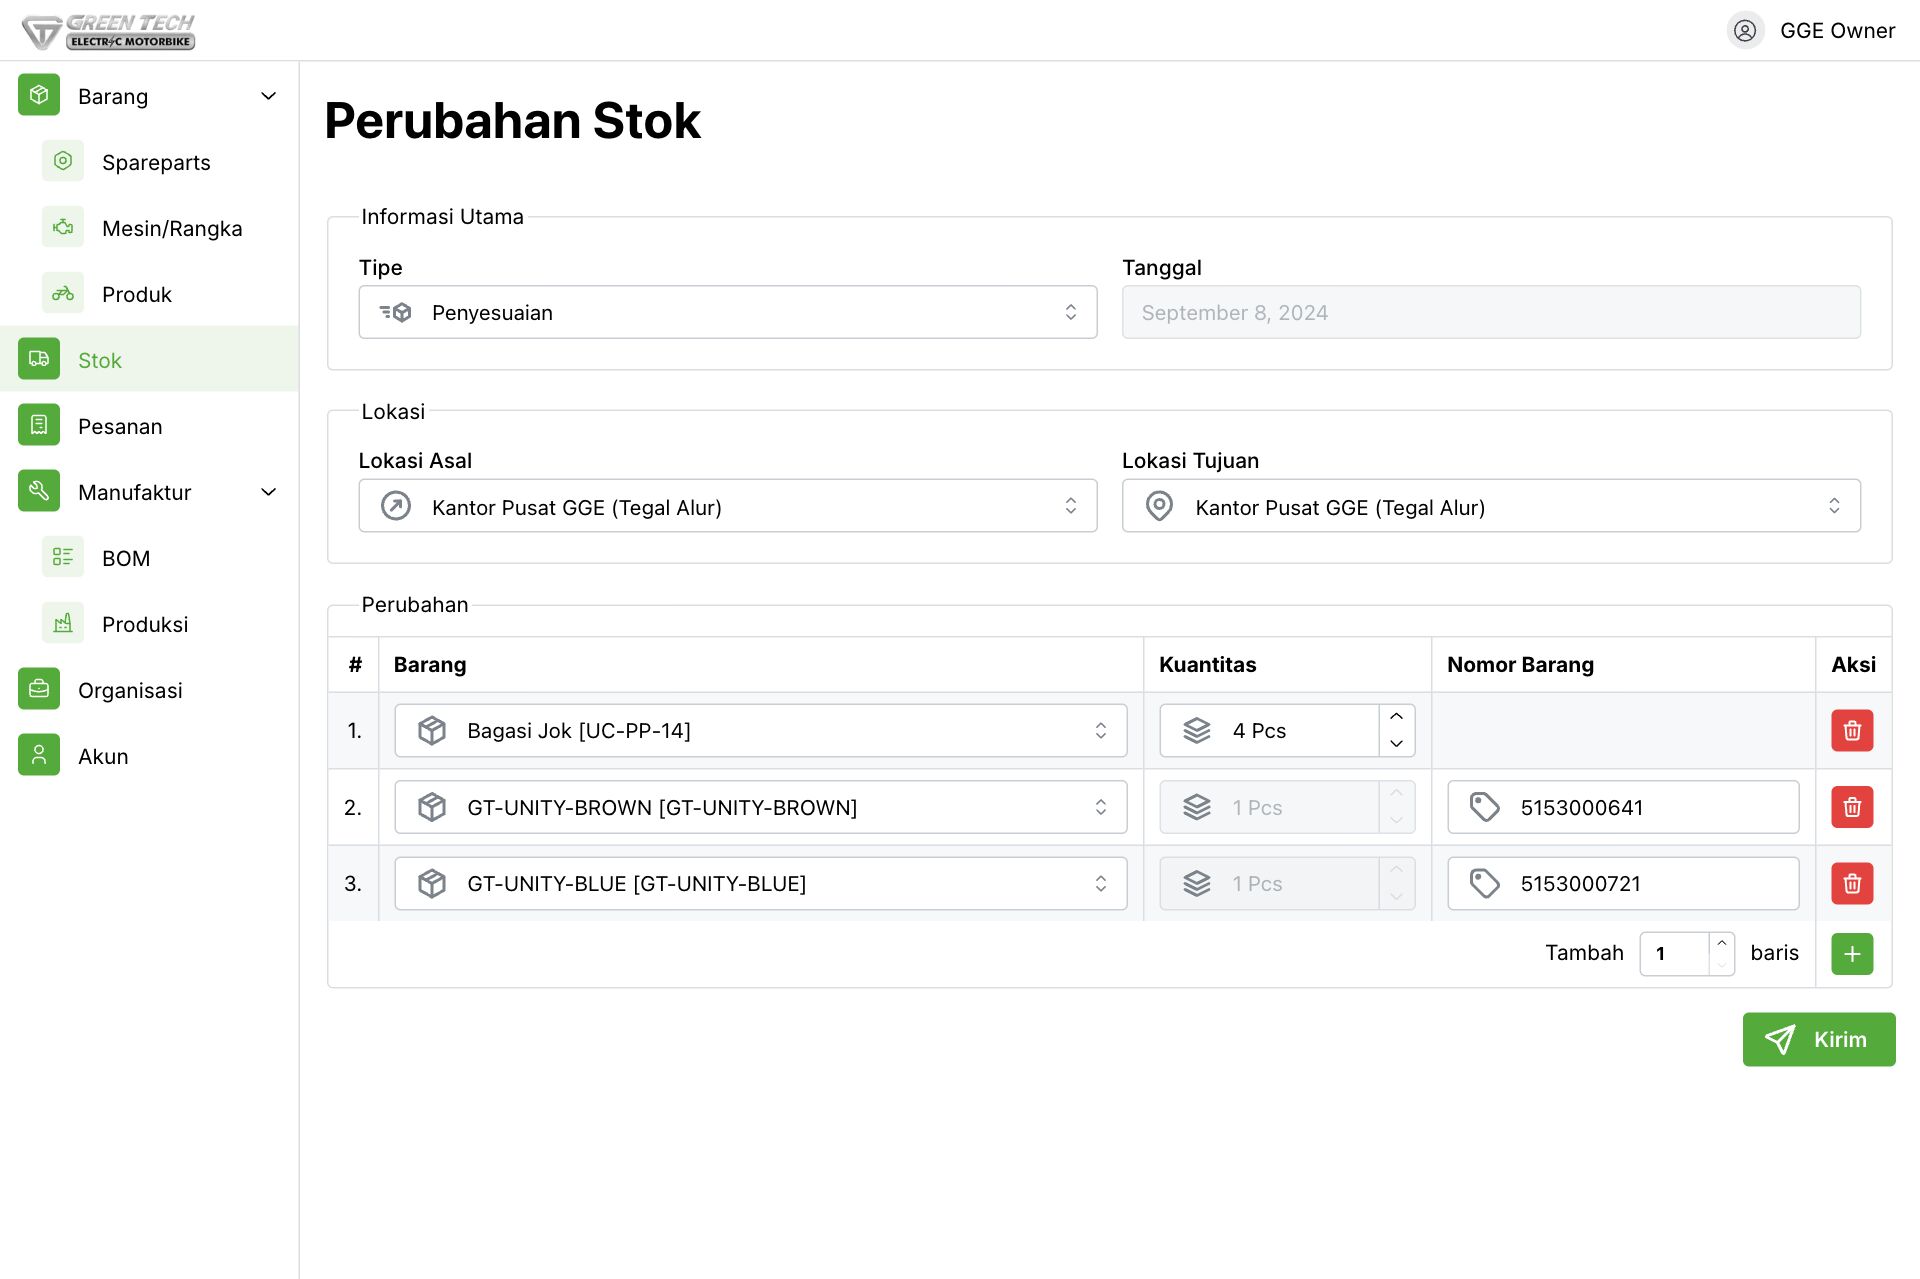 GREEN TECH
ELECTRIC MOTORBIKE
GGE Owner
Barang
Spareparts
Mesin/Rangka
Produk
Stok
Pesanan
Manufaktur
BOM
Produksi
Organisasi
Akun
Perubahan Stok
Informasi Utama
Tipe
Tanggal
Penyesuaian
September 8, 2024
Lokasi
Lokasi Asal
Lokasi Tujuan
Kantor Pusat GGE (Tegal Alur)
Kantor Pusat GGE (Tegal Alur)
Perubahan
# Barang Kuantitas Nomor Barang Aksi
1. Bagasi Jok [UC-PP-14] 4 Pcs
2. GT-UNITY-BROWN [GT-UNITY-BROWN] 1 Pcs 5153000641
3. GT-UNITY-BLUE [GT-UNITY-BLUE] 1 Pcs 5153000721
Tambah 1 baris
Kirim